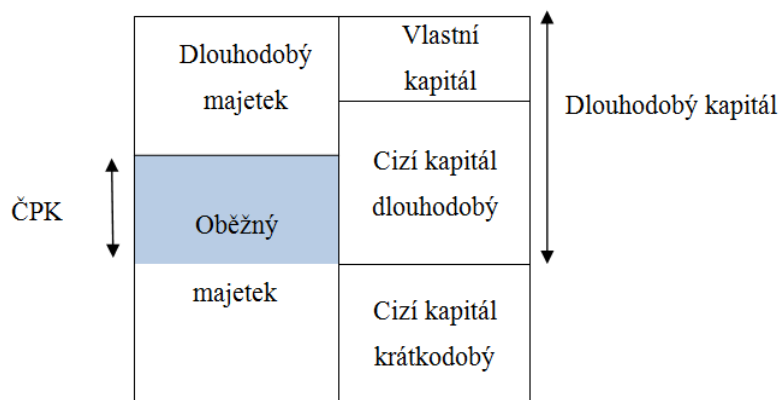 Dlouhodobý
majetek
Vlastní
kapitál
Dlouhodobý kapitál
ČPK
Oběžný
majetek
Cizí kapitál
dlouhodobý
Cizí kapitál
krátkodobý